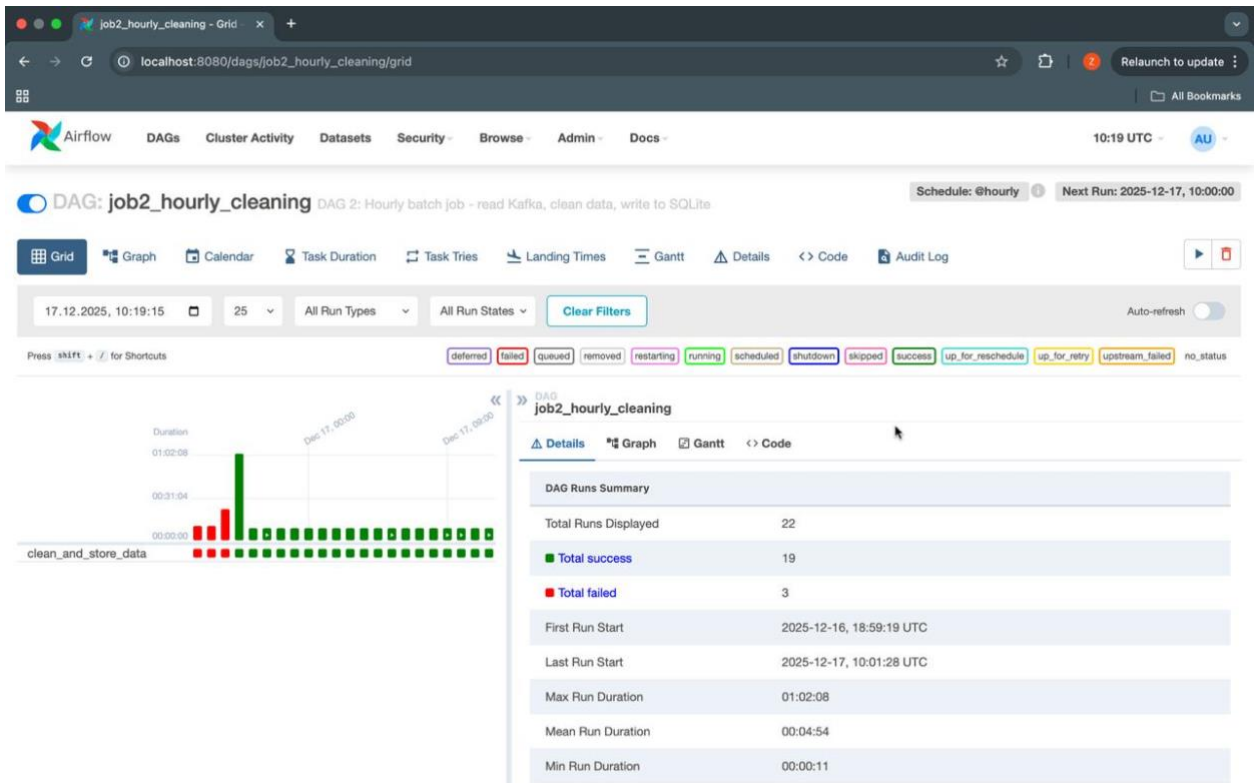 job2_hourly_cleaning - Grid -
localhost:8080/dags/job2_hourly_cleaning/grid
Z
Relaunch to update
All Bookmarks
Airflow DAGs Cluster Activity Datasets Security Browse Admin Docs 10:19 UTC AU
DAG: job2_hourly_cleaning DAG 2: Hourly batch job - read Kafka, clean data, write to SQLite
Schedule: @hourly Next Run: 2025-12-17, 10:00:00
Grid Graph Calendar Task Duration Task Tries Landing Times Gantt Details <> Code Audit Log
17.12.2025, 10:19:15 25 All Run Types All Run States Clear Filters Auto-refresh
Press shift + / for Shortcuts
deferred failed queued removed restarting running scheduled shutdown skipped success up_for_reschedule up_for_retry upstream_failed no_status
Dec 17, 00:00 Dec 17, 09:00
Duration
01:02:08
00:31:04
00:00:00
clean_and_store_data
DAG
job2_hourly_cleaning
Details Graph Gantt <> Code
DAG Runs Summary
Total Runs Displayed 22
Total success 19
Total failed 3
First Run Start 2025-12-16, 18:59:19 UTC
Last Run Start 2025-12-17, 10:01:28 UTC
Max Run Duration 01:02:08
Mean Run Duration 00:04:54
Min Run Duration 00:00:11